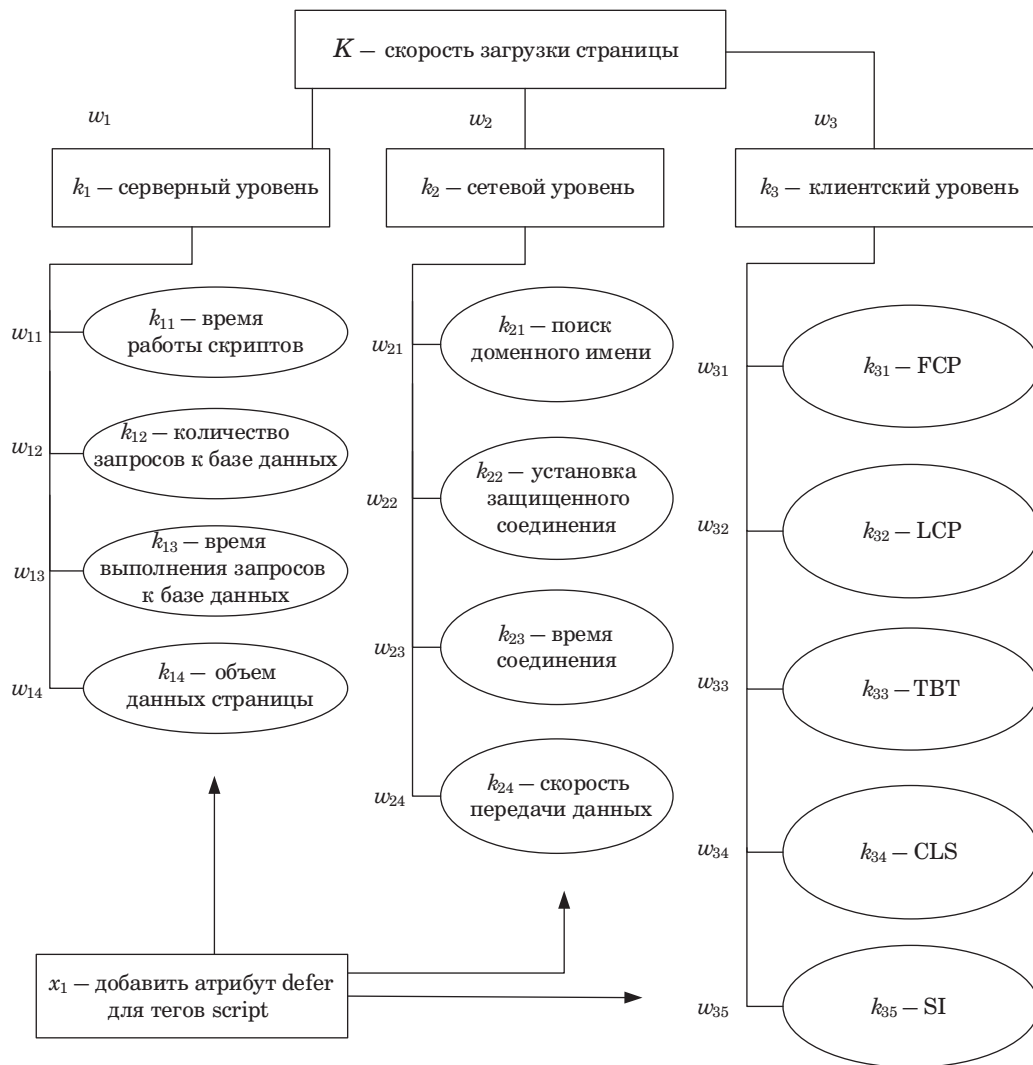 K – скорость загрузки страницы
w1
w2
w3
k1 – серверный уровень
k2 – сетевой уровень
k3 – клиентский уровень
w11
k11 – время
работы скриптов
w12
k12 – количество
запросов к базе данных
w13
k13 – время
выполнения запросов
к базе данных
w14
k14 – объем
данных страницы
w21
k21 – поиск
доменного имени
w22
k22 – установка
защищенного
соединения
w23
k23 – время
соединения
w24
k24 – скорость
передачи данных
w31
k31 – FCP
w32
k32 – LCP
w33
k33 – TBT
w34
k34 – CLS
w35
k35 – SI
x1 – добавить атрибут defer
для тегов script